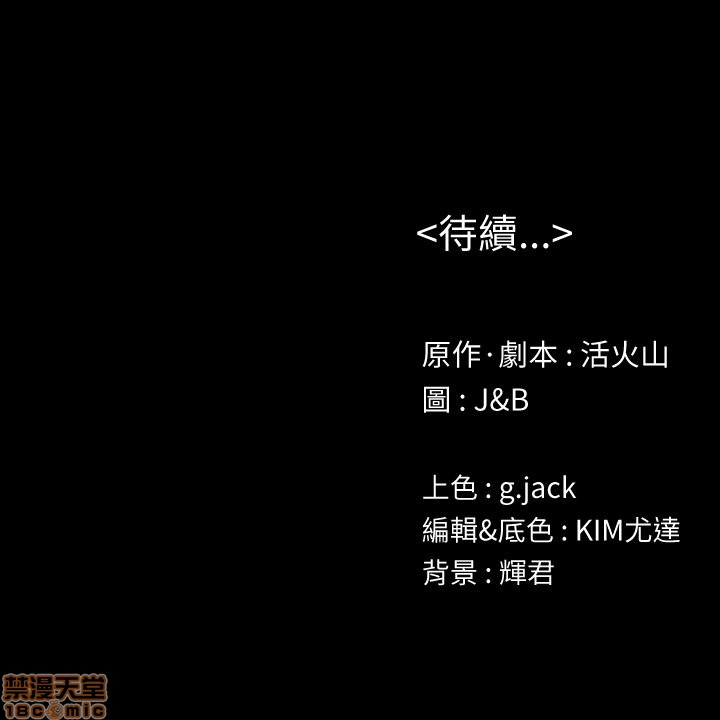 <待續...>
原作·劇本 : 活火山
圖 : J&B
上色 : g.jack
編輯&底色 : KIM尤達
背景 : 輝君
禁漫天堂
18comic